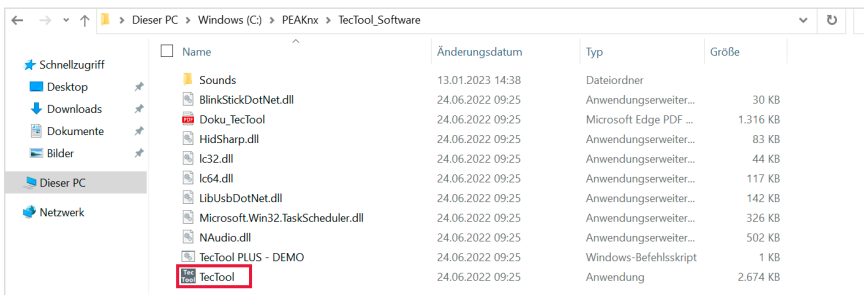 Dieser PC > Windows (C:) > PEAKnx > TecTool_Software
Name Änderungsdatum Typ Größe
Schnellzugriff
Desktop
Downloads
Dokumente
Bilder
Dieser PC
Netzwerk
Sounds 13.01.2023 14:38 Dateiordner
BlinkStickDotNet.dll 24.06.2022 09:25 Anwendungserweiter... 30 KB
PDF Doku_TecTool 24.06.2022 09:25 Microsoft Edge PDF ... 1.316 KB
HidSharp.dll 24.06.2022 09:25 Anwendungserweiter... 83 KB
lc32.dll 24.06.2022 09:25 Anwendungserweiter... 44 KB
lc64.dll 24.06.2022 09:25 Anwendungserweiter... 117 KB
LibUsbDotNet.dll 24.06.2022 09:25 Anwendungserweiter... 142 KB
Microsoft.Win32.TaskScheduler.dll 24.06.2022 09:25 Anwendungserweiter... 326 KB
NAudio.dll 24.06.2022 09:25 Anwendungserweiter... 502 KB
TecTool PLUS - DEMO 24.06.2022 09:25 Windows-Befehlsskript 1 KB
Tec Tool TecTool 24.06.2022 09:25 Anwendung 2.674 KB